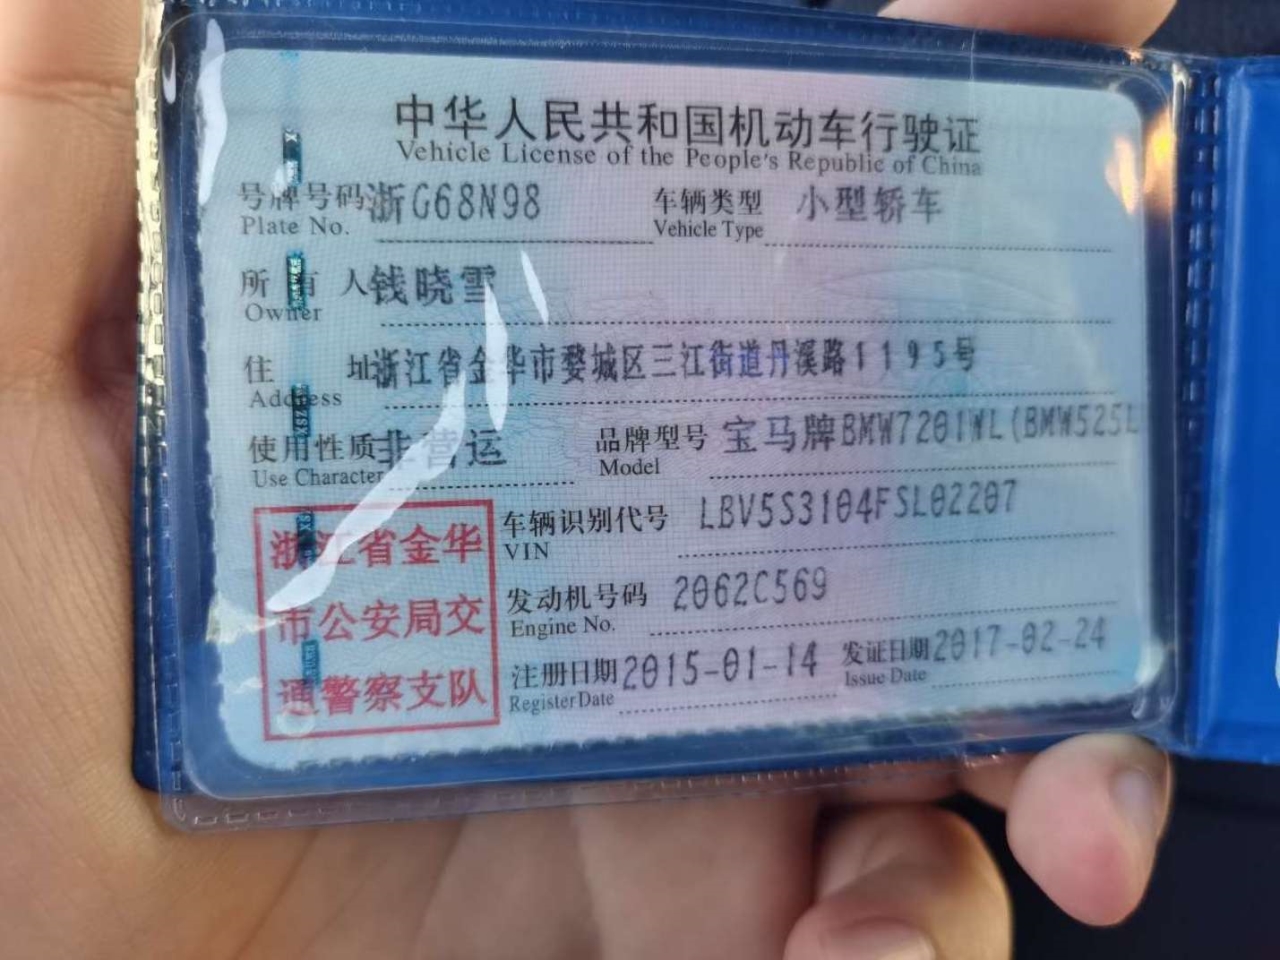 中华人民共和国机动车行驶证
Vehicle License of the People's Republic of China
号牌号码 浙G68N98 车辆类型 小型轿车
Plate No. Vehicle Type
所有人 钱晓雪
Owner
住址 浙江省金华市婺城区三江街道丹溪路1195号
Address
使用性质 非营运 品牌型号 宝马牌BMW7201WL(BMW525L
Use Character Model
浙江省金华
市公安局交
通警察支队
车辆识别代号 LBV5S3104FSL02207
VIN
发动机号码 2062C569
Engine No.
注册日期 2015-01-14 发证日期 2017-02-24
Register Date Issue Date